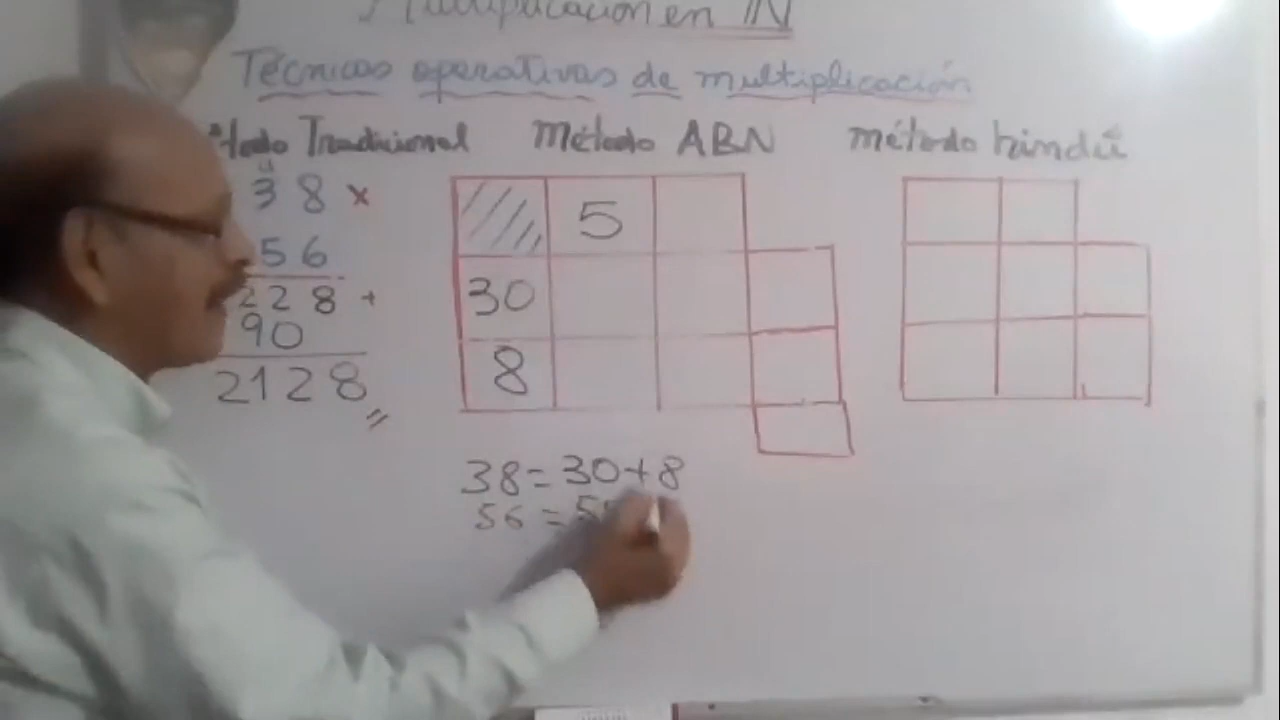 Multiplicación en IN
Técnicas operativas de multiplicación
Tradicional
Método ABN
método hindú
38 x
56
228 +
90
2128
5
30
8
38=30+8
56=